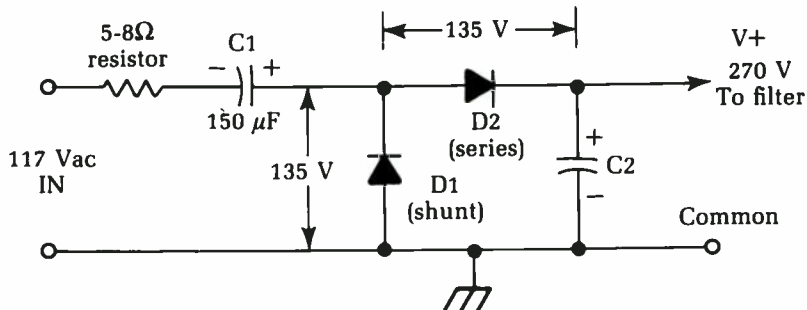 5-8Ω
resistor
C1
− +
150 µF
135 V
V+
270 V
To filter
D2
(series)
117 Vac
IN
135 V
D1
(shunt)
+
C2
−
Common